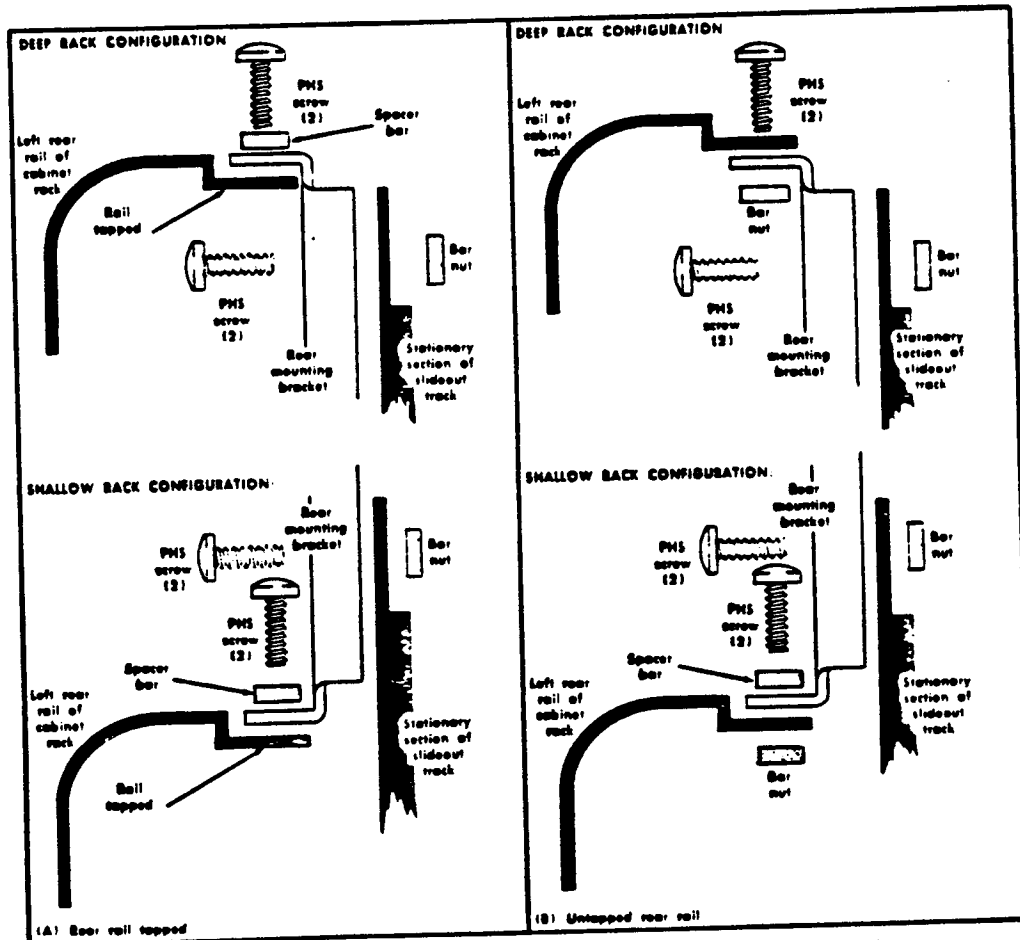 DEEP RACK CONFIGURATION
PHS
screw
(2)
Spacer
bar
Left rear
rail of
cabinet
rack
Rail
tapped
Bar
nut
PHS
screw
(2)
Rear
mounting
bracket
Stationary
section of
slideout
track
SHALLOW RACK CONFIGURATION
Rear
mounting
bracket
PHS
screw
(2)
Bar
nut
PHS
screw
(2)
Spacer
bar
Left rear
rail of
cabinet
rack
Stationary
section of
slideout
track
Rail
tapped
(A) Rear rail tapped
DEEP RACK CONFIGURATION
PHS
screw
(2)
Left rear
rail of
cabinet
rack
Bar
nut
Bar
nut
PHS
screw
(2)
Rear
mounting
bracket
Stationary
section of
slideout
track
SHALLOW RACK CONFIGURATION
Rear
mounting
bracket
PHS
screw
(2)
Bar
nut
PHS
screw
(2)
Spacer
bar
Left rear
rail of
cabinet
rack
Stationary
section of
slideout
track
Bar
nut
(B) Untapped rear rail